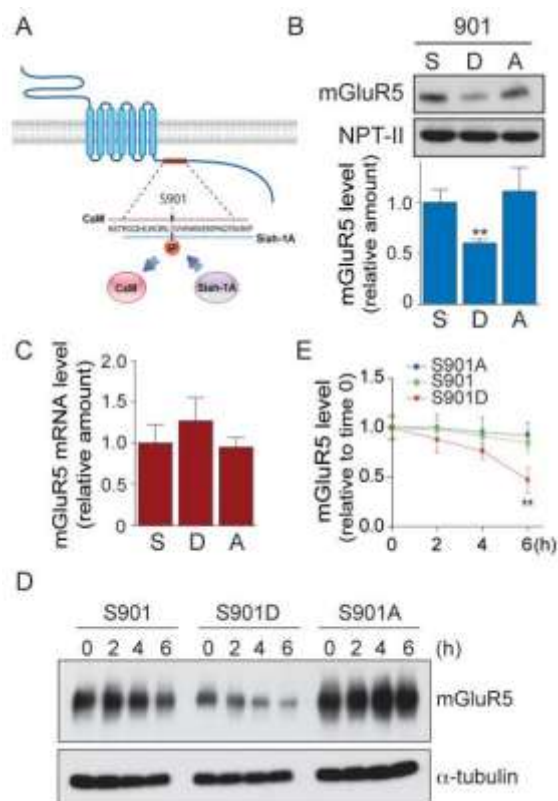 A
S901
CaM
Siah-1A
CaM
Siah-1A
B
901
S D A
mGluR5
NPT-II
mGluR5 level
(relative amount)
1.0
0.5
0
**
S D A
C
mGluR5 mRNA level
(relative amount)
2.0
1.5
1.0
0.5
0
S D A
E
S901A
S901
S901D
mGluR5 level
(relative to time 0)
1.5
1.0
0.5
0.0
**
0 2 4 6(h)
D
S901 S901D S901A
0 2 4 6 0 2 4 6 0 2 4 6 (h)
mGluR5
α-tubulin